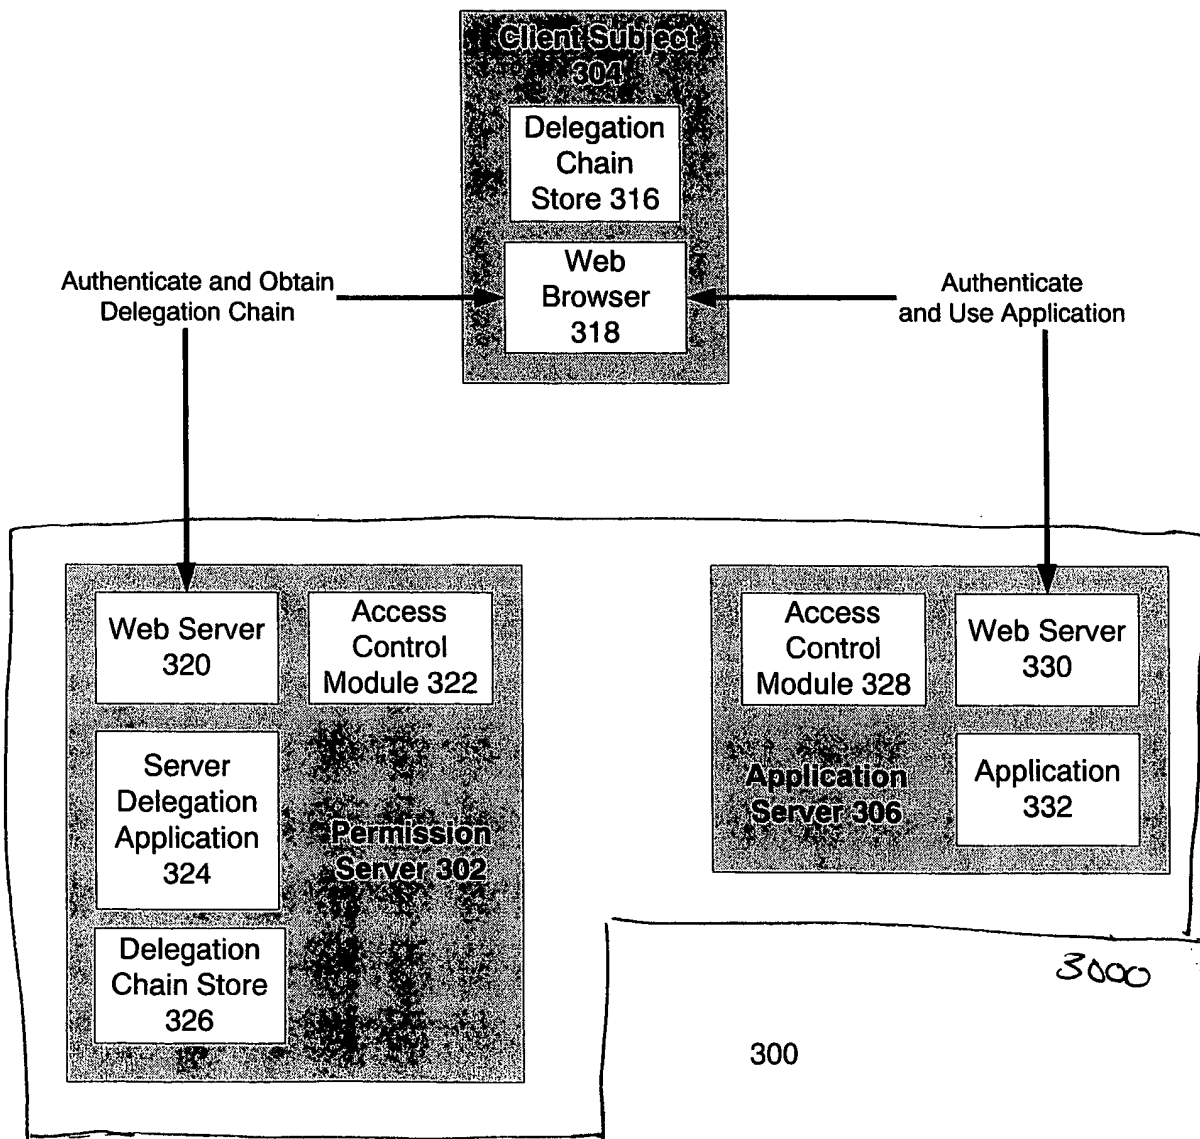 Client Subject
304
Delegation
Chain
Store 316
Web
Browser
318
Authenticate and Obtain
Delegation Chain
Authenticate
and Use Application
Web Server
320
Access
Control
Module 322
Server
Delegation
Application
324
Permission
Server 302
Delegation
Chain Store
326
Access
Control
Module 328
Web Server
330
Application
Server 306
Application
332
3000
300